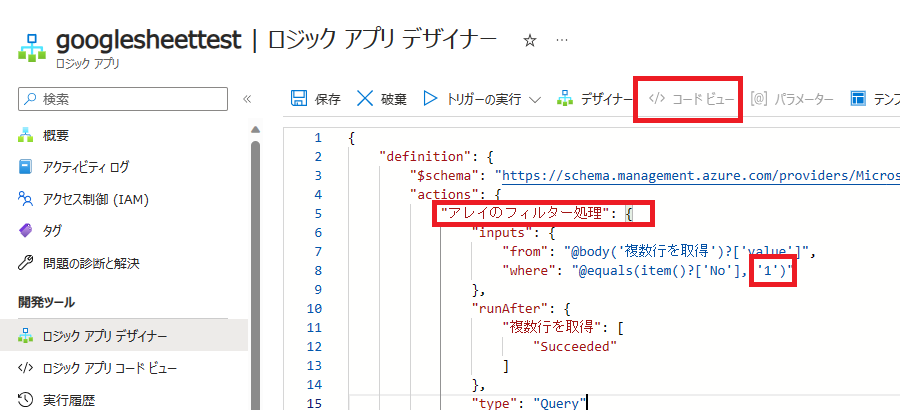 googlesheettest | ロジック アプリ デザイナー ☆ …
ロジック アプリ
検索 «
保存 破棄 トリガーの実行 デザイナー </> コード ビュー [@] パラメーター テンプ
概要
アクティビティ ログ
アクセス制御 (IAM)
タグ
問題の診断と解決
開発ツール
ロジック アプリ デザイナー
</> ロジック アプリ コード ビュー
実行履歴
1 {
2 "definition": {
3 "$schema": "https://schema.management.azure.com/providers/Micros
4 "actions": {
5 "アレイのフィルター処理": {
6 "inputs": {
7 "from": "@body('複数行を取得')?['value']",
8 "where": "@equals(item()?['No'], '1')"
9 },
10 "runAfter": {
11 "複数行を取得": [
12 "Succeeded"
13 ]
14 },
15 "type": "Query"